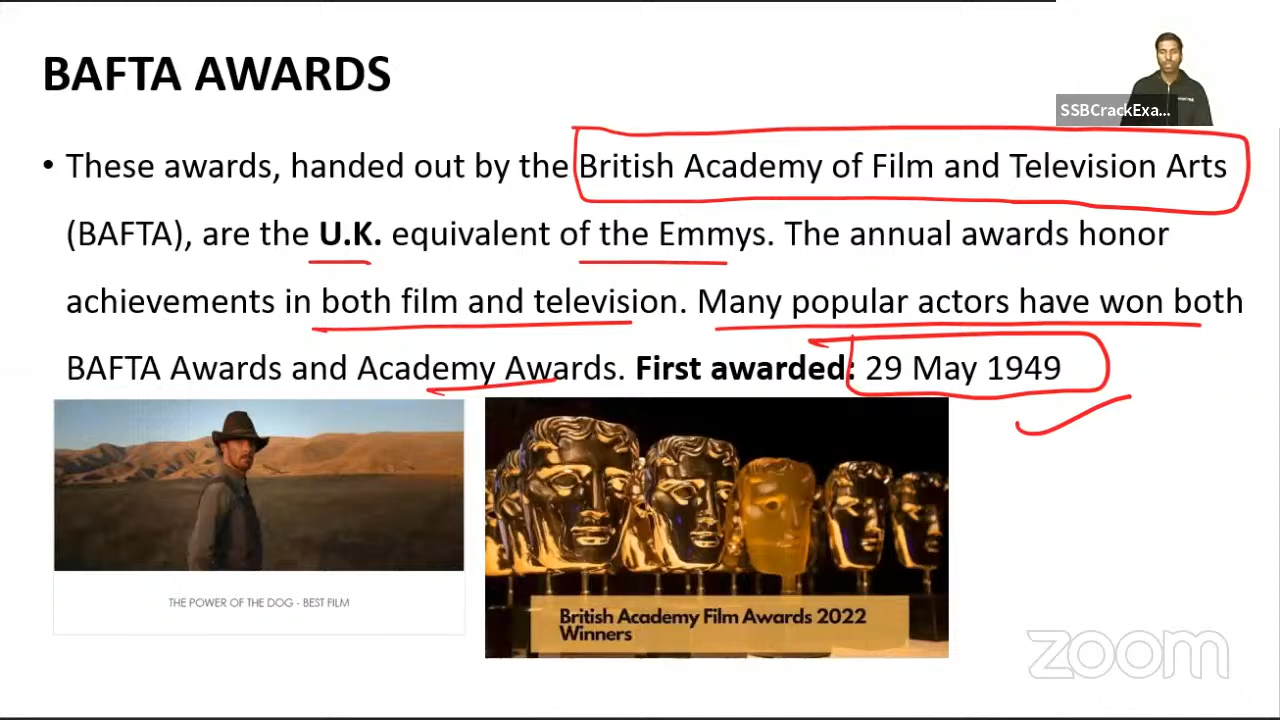 BAFTA AWARDS
SSBCrackExa...
• These awards, handed out by the British Academy of Film and Television Arts
(BAFTA), are the U.K. equivalent of the Emmys. The annual awards honor
achievements in both film and television. Many popular actors have won both
BAFTA Awards and Academy Awards. First awarded: 29 May 1949
THE POWER OF THE DOG - BEST FILM
British Academy Film Awards 2022
Winners
zoom